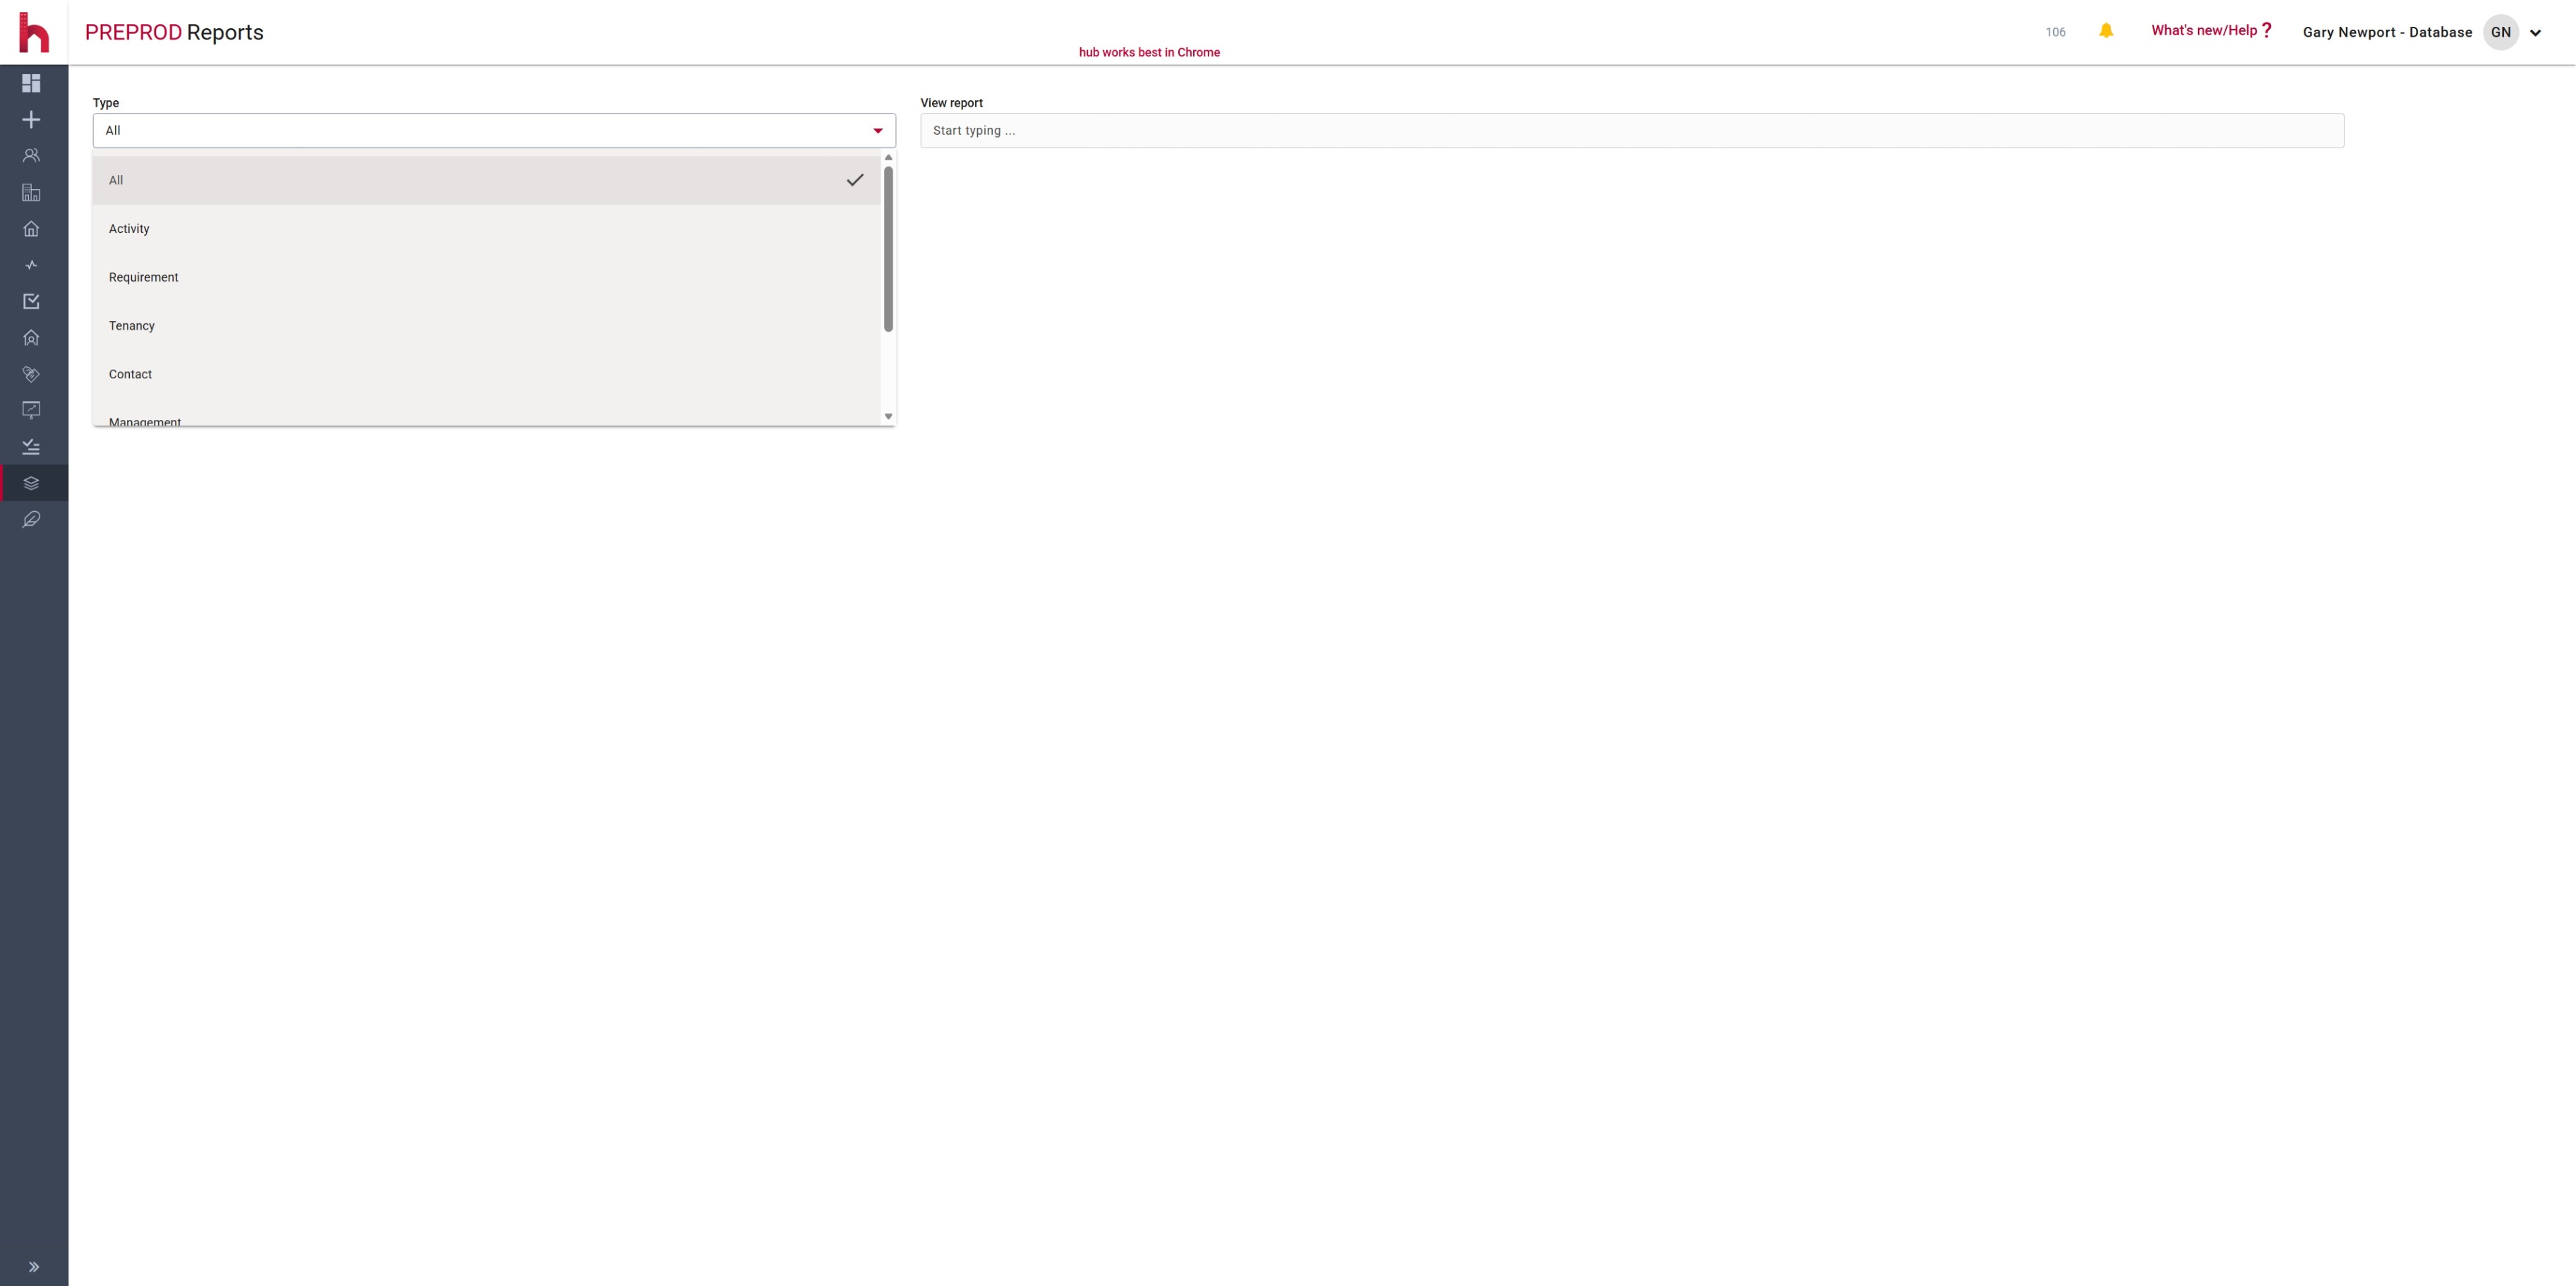 PREPROD Reports
hub works best in Chrome
106
What's new/Help ?
Gary Newport - Database
GN
Type
All
View report
Start typing ...
All
Activity
Requirement
Tenancy
Contact
Management